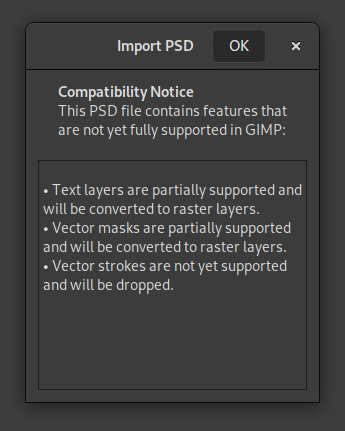 Import PSD
OK
×
Compatibility Notice
This PSD file contains features that
are not yet fully supported in GIMP:
• Text layers are partially supported and
will be converted to raster layers.
• Vector masks are partially supported
and will be converted to raster layers.
• Vector strokes are not yet supported
and will be dropped.